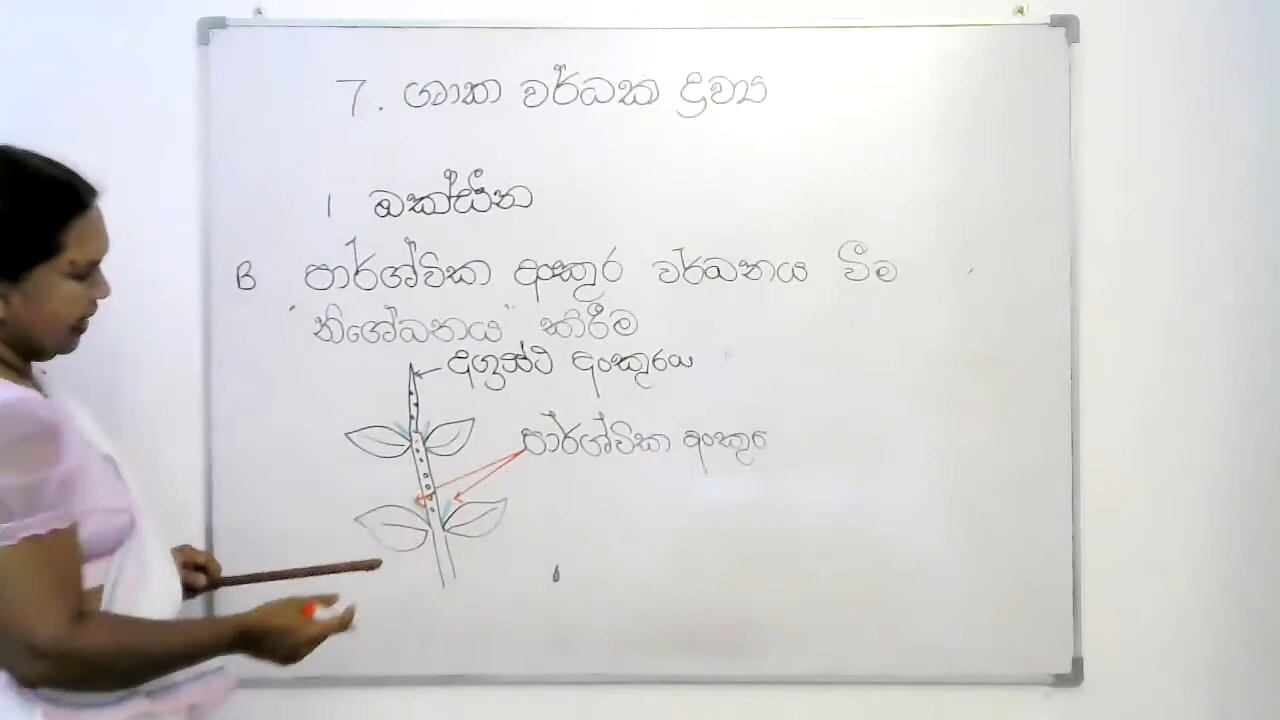 7. ශාක වර්ධක ද්‍රව්‍ය
1 ඔක්සීන
B පාර්ශ්වික අංකුර වර්ධනය වීම
"නිශේධනය" කිරීම
අග්‍රස්ථ අංකුරය
පාර්ශ්වික අංකුර